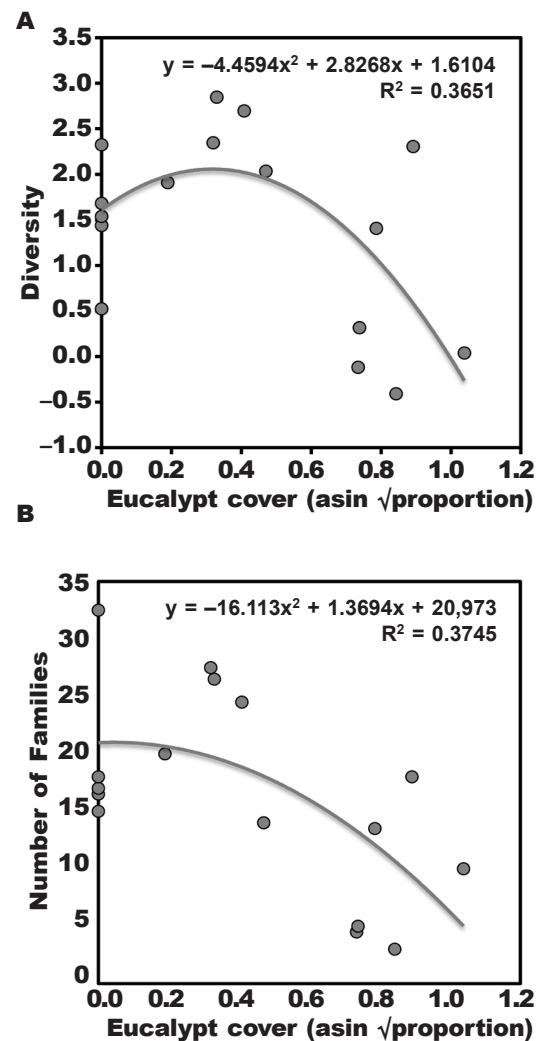 A
3.5
y = –4.4594x² + 2.8268x + 1.6104
R² = 0.3651
3.0
2.5
2.0
1.5
1.0
0.5
0.0
–0.5
–1.0
Diversity
0.0 0.2 0.4 0.6 0.8 1.0 1.2
Eucalypt cover (asin √proportion)
B
35
y = –16.113x² + 1.3694x + 20,973
R² = 0.3745
30
25
20
15
10
5
0
Number of Families
0.0 0.2 0.4 0.6 0.8 1.0 1.2
Eucalypt cover (asin √proportion)